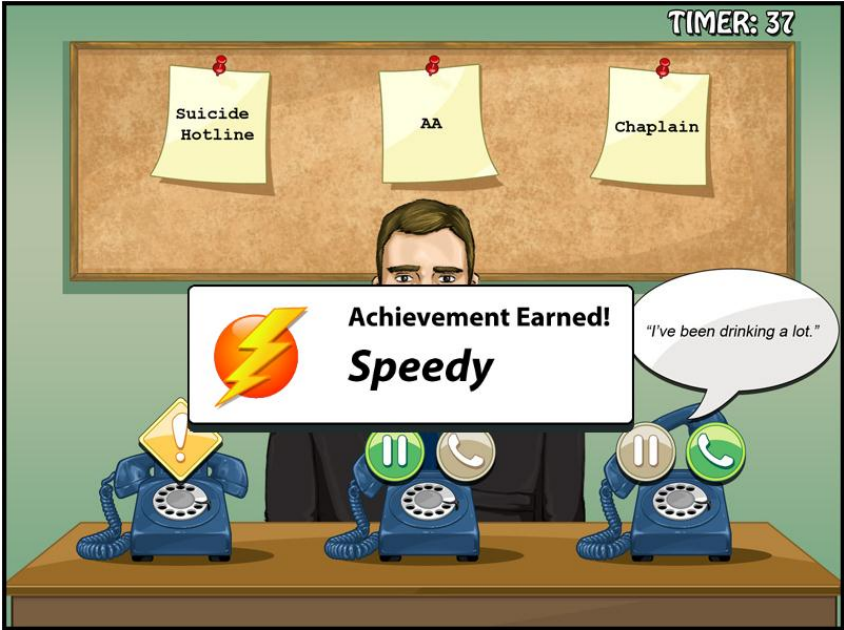 TIMER: 37
Suicide
Hotline
AA
Chaplain
Achievement Earned!
Speedy
"I've been drinking a lot."